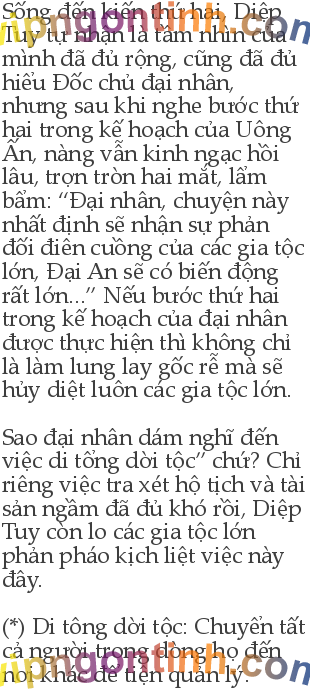 Sống đến kiếp thứ hai, Diệp
Tuy tự nhận là tầm nhìn của
mình đã đủ rộng, cũng đã đủ
hiểu Đốc chủ đại nhân,
nhưng sau khi nghe bước thứ
hai trong kế hoạch của Uông
Ấn, nàng vẫn kinh ngạc hồi
lâu, trợn tròn hai mắt, lẩm
bẩm: “Đại nhân, chuyện này
nhất định sẽ nhận sự phản
đối điên cuồng của các gia tộc
lớn, Đại An sẽ có biến động
rất lớn...” Nếu bước thứ hai
trong kế hoạch của đại nhân
được thực hiện thì không chỉ
là làm lung lay gốc rễ mà sẽ
hủy diệt luôn các gia tộc lớn.
Sao đại nhân dám nghĩ đến
việc di tổng dời tộc” chứ? Chỉ
riêng việc tra xét hộ tịch và tài
sản ngầm đã đủ khó rồi, Diệp
Tuy còn lo các gia tộc lớn
phản pháo kịch liệt việc này
đây.
(*) Di tông dời tộc: Chuyển tất
cả người trong dòng họ đến
nơi khác để tiện quản lý.
vipngontinh.com
vipngontinh.com